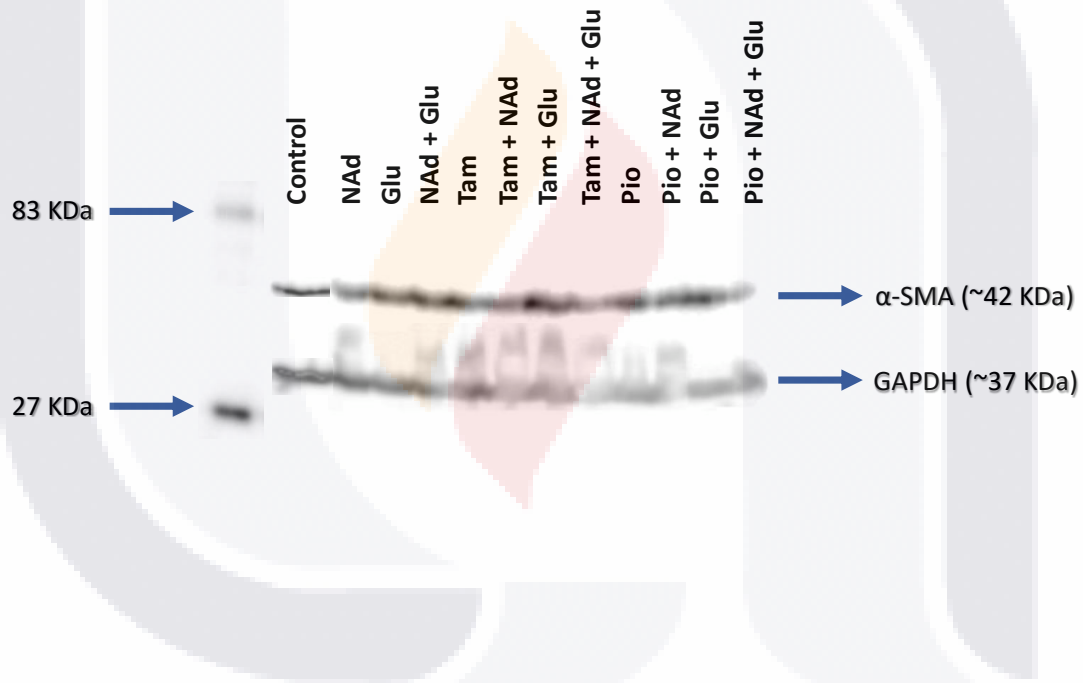 Control
NAd
Glu
NAd + Glu
Tam
Tam + NAd
Tam + Glu
Tam + NAd + Glu
Pio
Pio + NAd
Pio + Glu
Pio + NAd + Glu
83 KDa
α-SMA (~42 KDa)
GAPDH (~37 KDa)
27 KDa